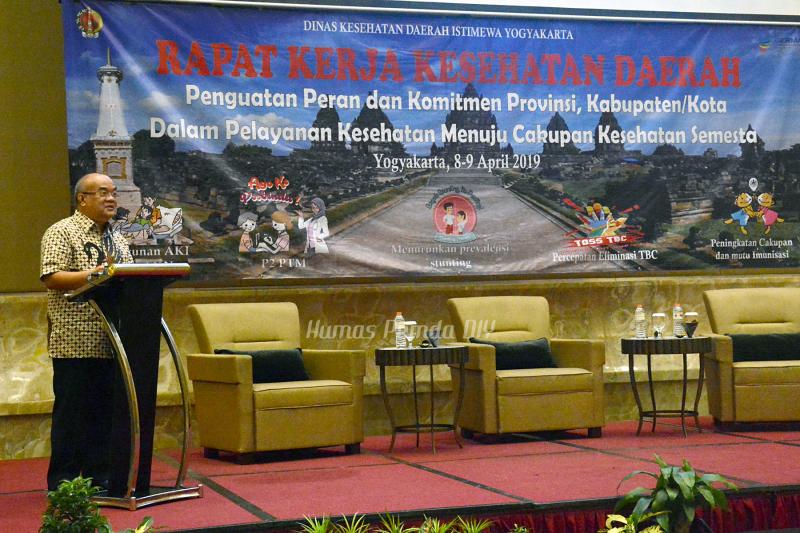 DINAS KESEHATAN DAERAH ISTIMEWA YOGYAKARTA
RAPAT KERJA KESEHATAN DAERAH
Penguatan Peran dan Komitmen Provinsi, Kabupaten/Kota
Dalam Pelayanan Kesehatan Menuju Cakupan Kesehatan Semesta
Yogyakarta, 8-9 April 2019
Ayo Ke
Posbindu!
unan AKI
P2 PTM
Menurunkan prevalensi
stunting
TOSS TBC
Percepatan Eliminasi TBC
Peningkatan Cakupan
dan mutu imunisasi
Humas Pemda DIY